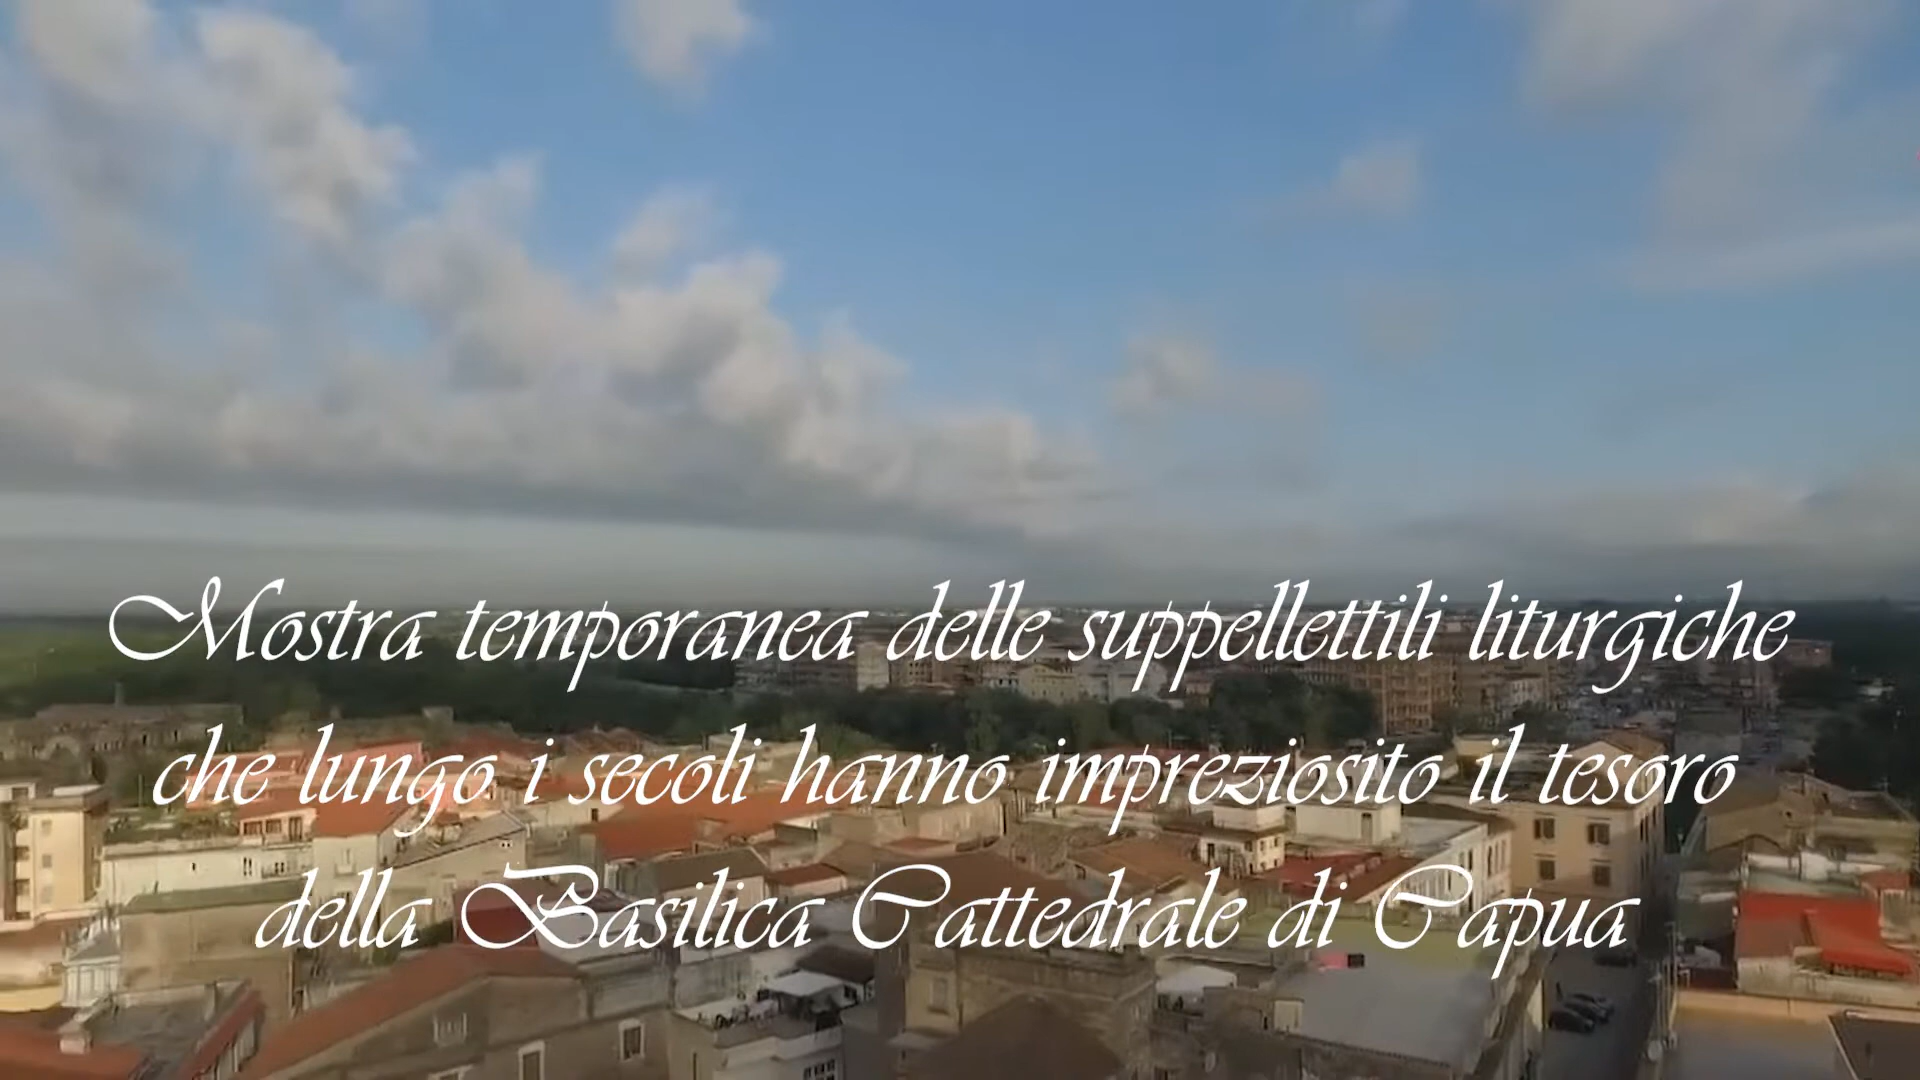 Mostra temporanea delle suppellettili liturgiche
che lungo i secoli hanno impreziosito il tesoro
della Basilica Cattedrale di Capua